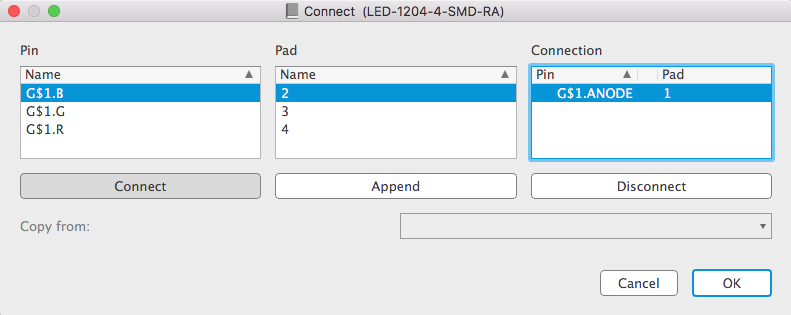 Connect (LED-1204-4-SMD-RA)
Pin Pad Connection
Name Name Pin Pad
G$1.B 2 G$1.ANODE 1
G$1.G 3
G$1.R 4
Connect Append Disconnect
Copy from:
Cancel OK